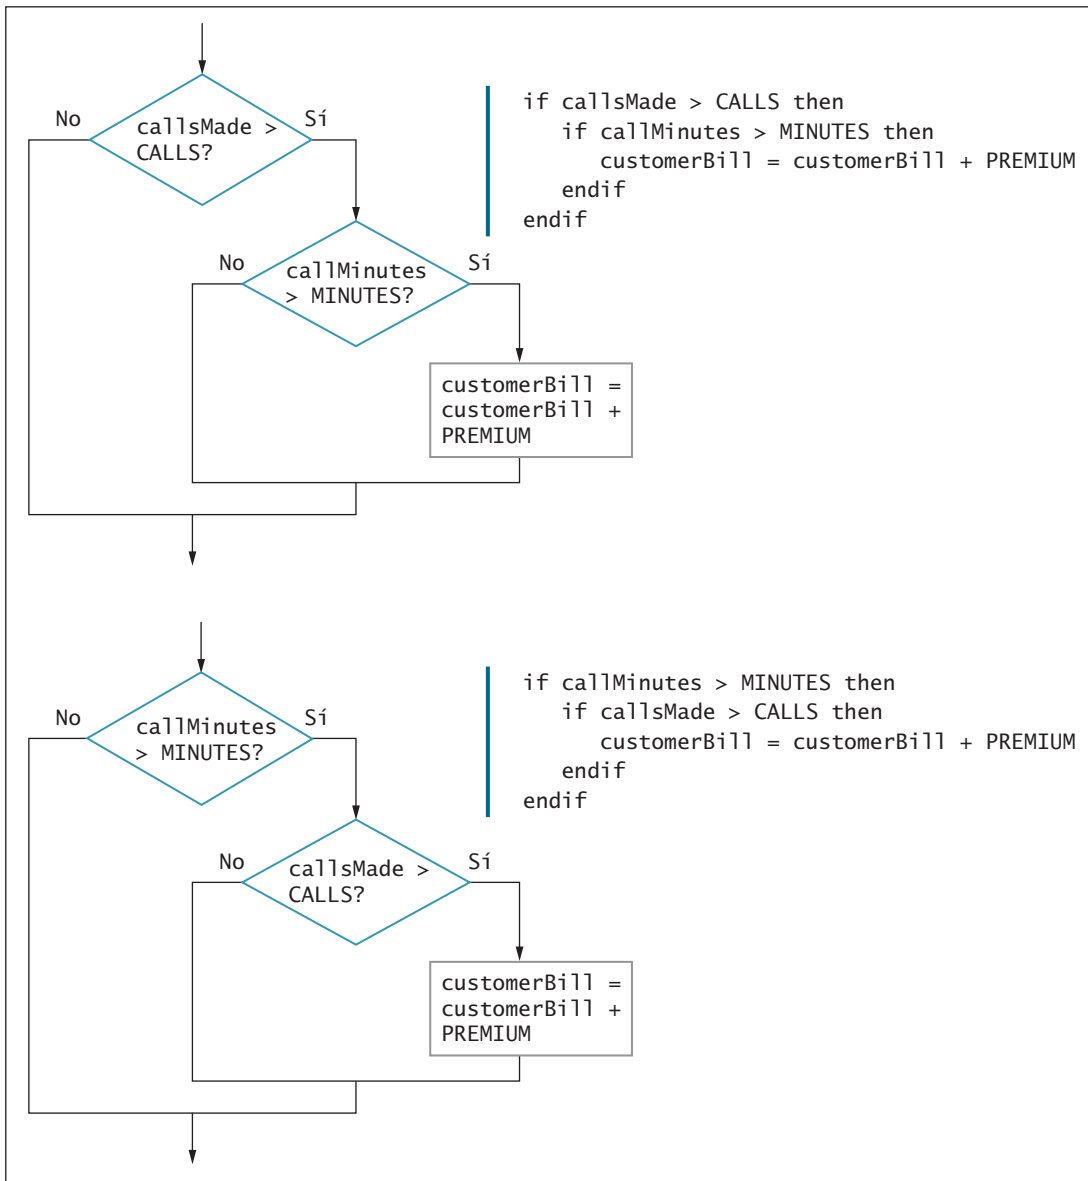 No
Sí
callsMade >
CALLS?
No
Sí
callMinutes
> MINUTES?
customerBill =
customerBill +
PREMIUM
if callsMade > CALLS then
   if callMinutes > MINUTES then
      customerBill = customerBill + PREMIUM
   endif
endif
No
Sí
callMinutes
> MINUTES?
No
Sí
callsMade >
CALLS?
customerBill =
customerBill +
PREMIUM
if callMinutes > MINUTES then
   if callsMade > CALLS then
      customerBill = customerBill + PREMIUM
   endif
endif